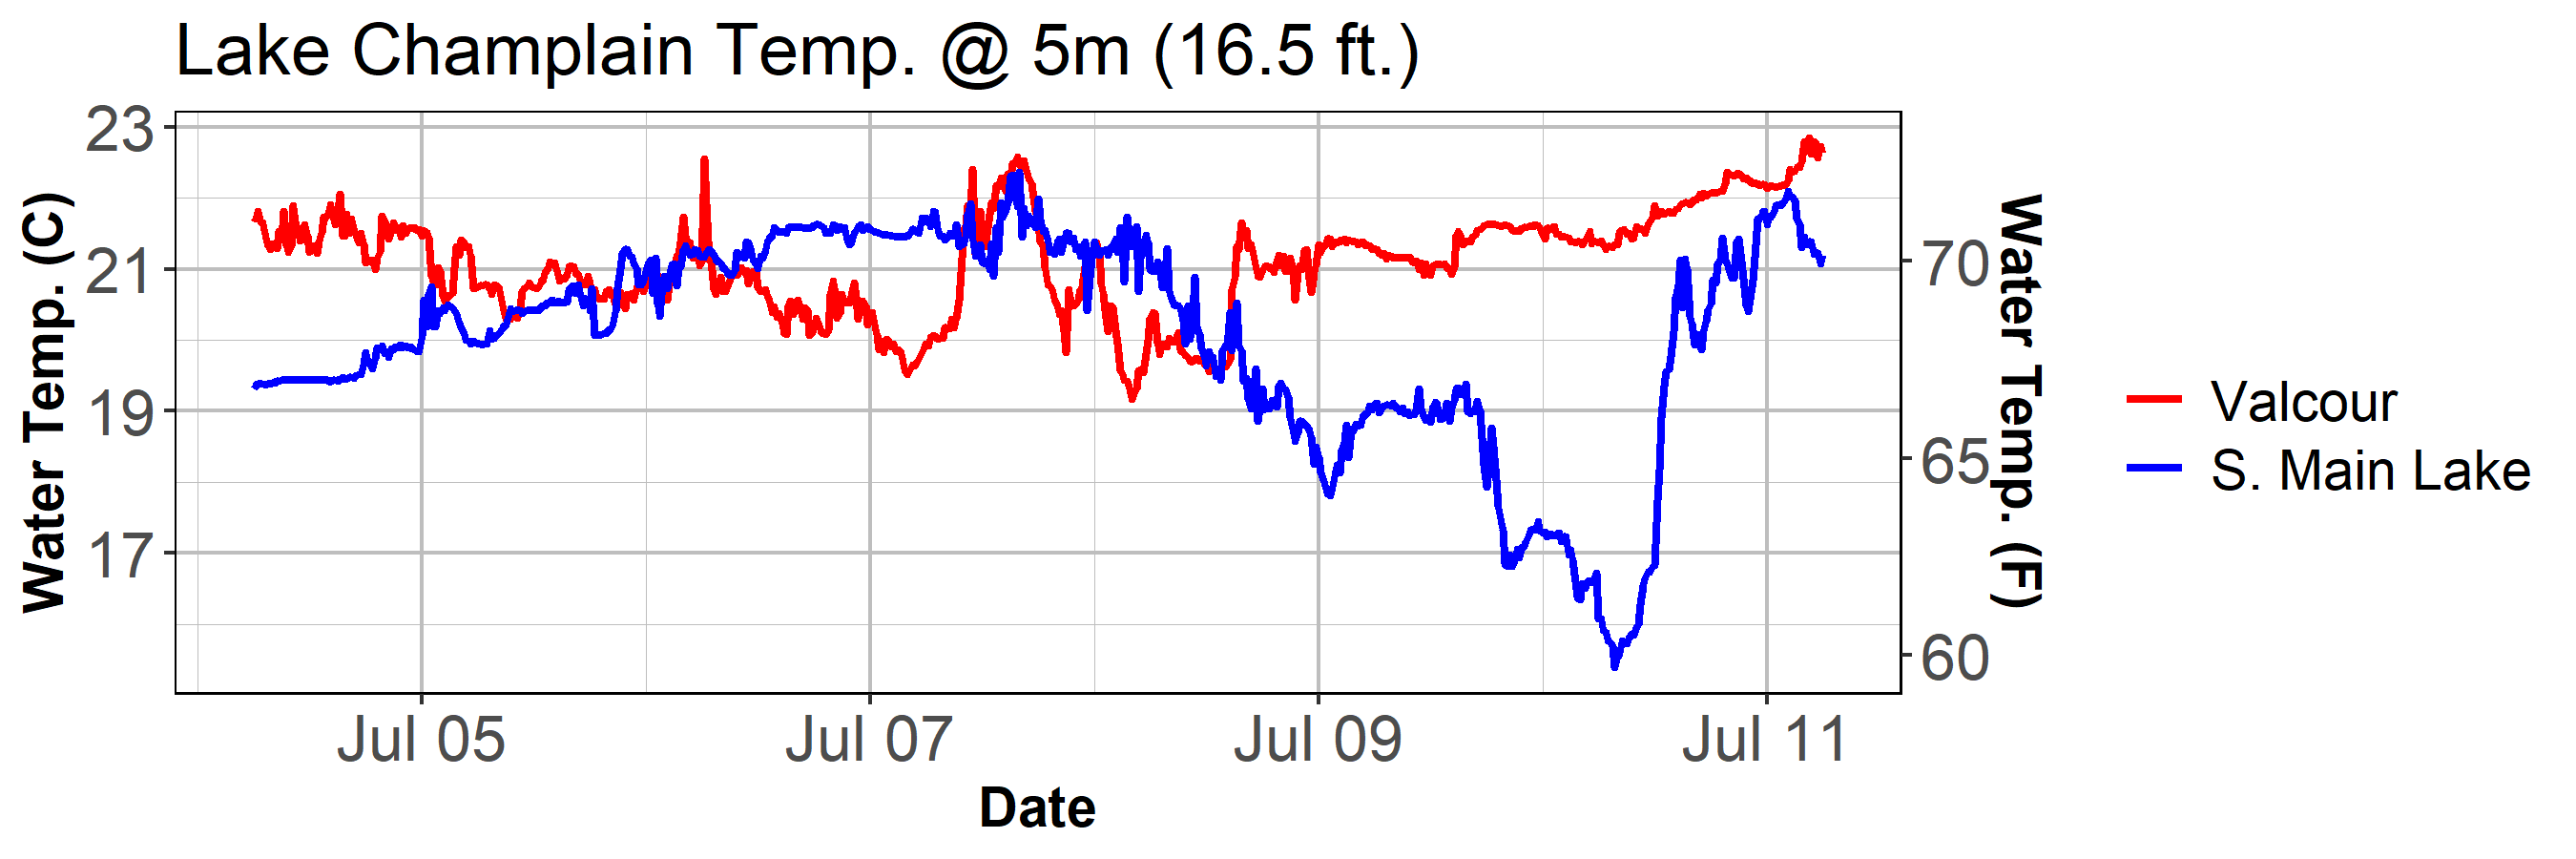 Lake Champlain Temp. @ 5m (16.5 ft.)
Water Temp. (C)
23
21
19
17
Water Temp. (F)
70
65
60
Jul 05
Jul 07
Jul 09
Jul 11
Date
Valcour
S. Main Lake